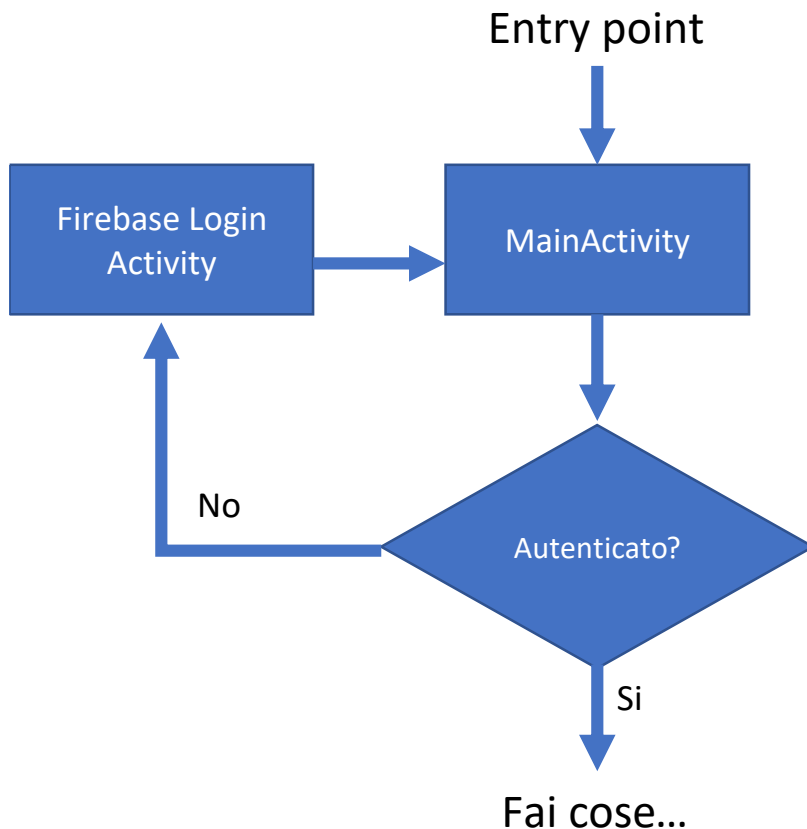 Entry point
Firebase Login
Activity
MainActivity
No
Autenticato?
Si
Fai cose…